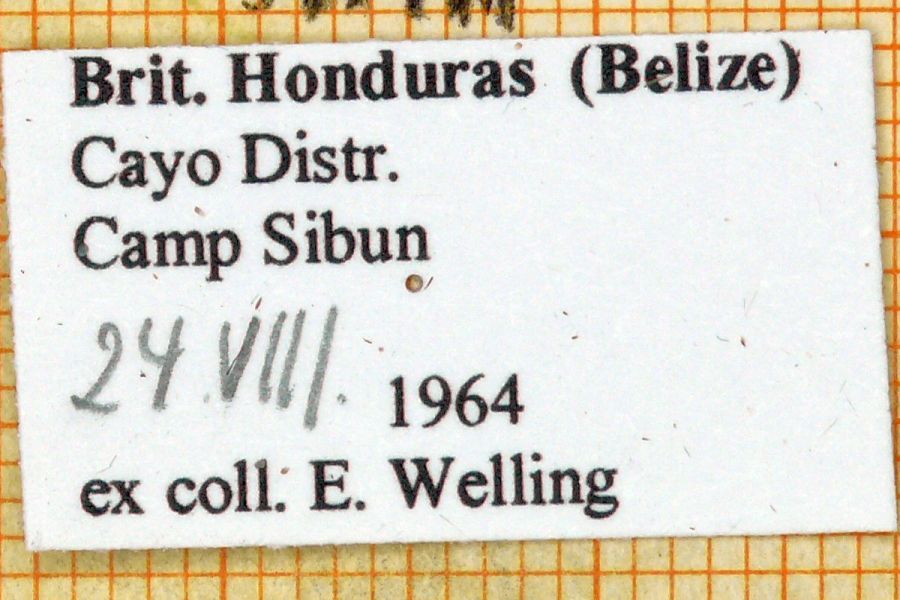 Brit. Honduras (Belize)
Cayo Distr.
Camp Sibun
24 VIII. 1964
ex coll. E. Welling